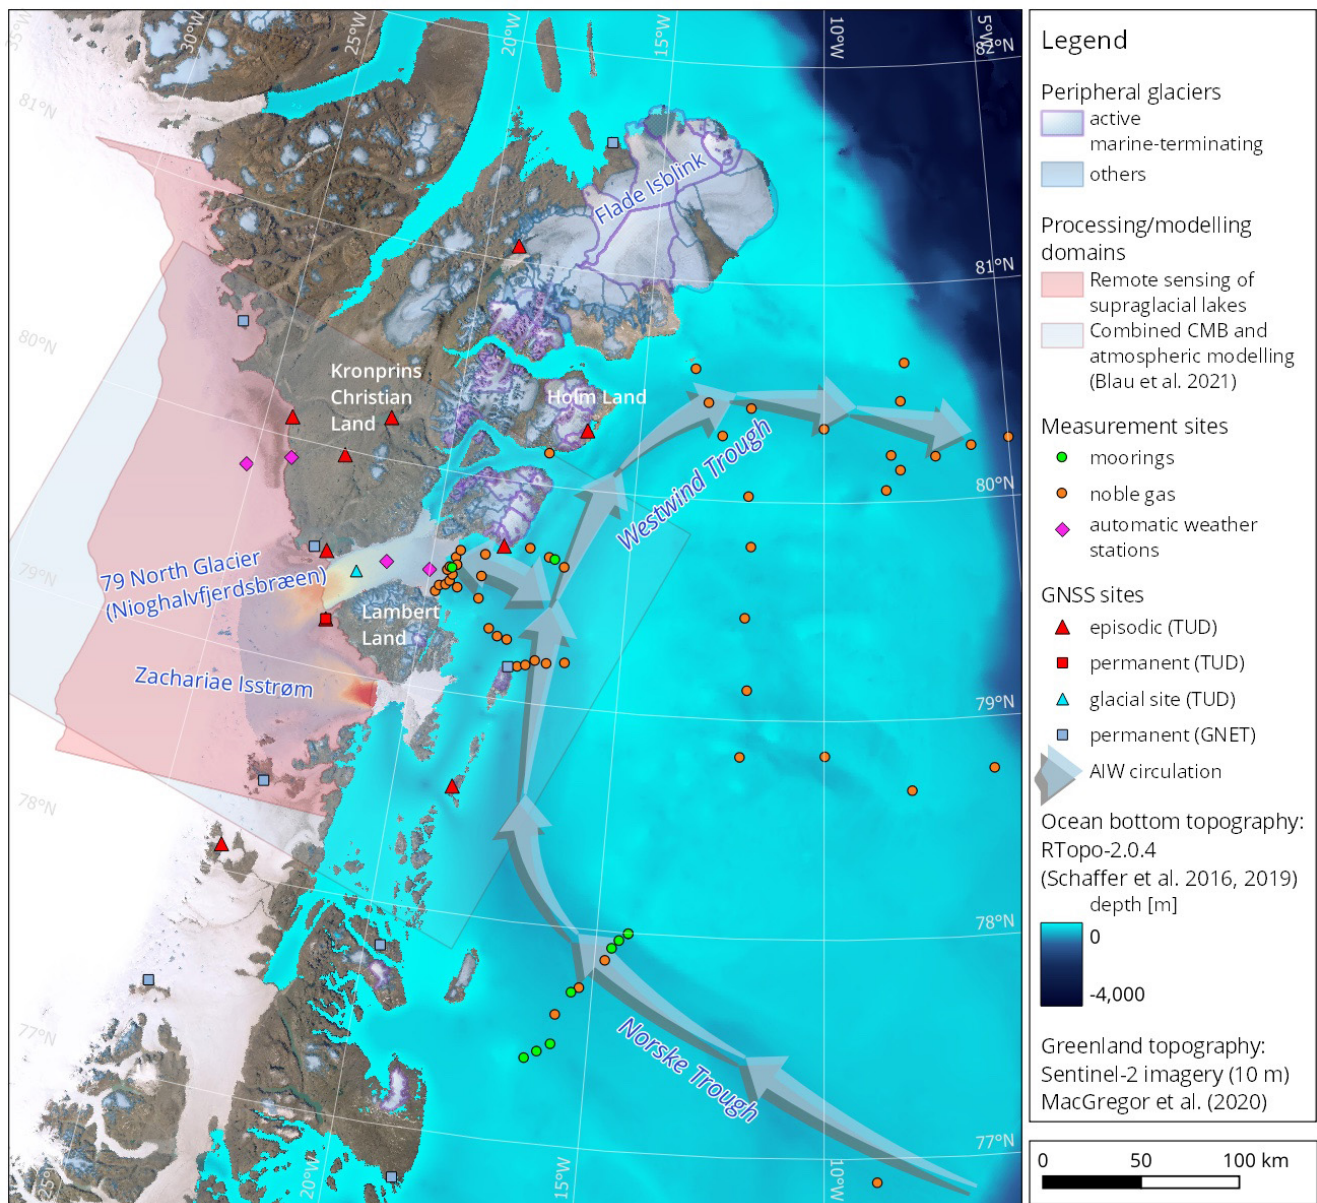 35°W
30°W
25°W
20°W
15°W
10°W
5°W
82°N
81°N
Flade Isblink
81°N
80°N
Kronprins
Christian
Land
Holm Land
Westwind Trough
80°N
79°N
79 North Glacier
(Nioghalvfjerdsbræen)
Lambert
Land
Zachariae Isstrøm
79°N
78°N
78°N
Norske Trough
77°N
77°N
25°W
20°W
15°W
10°W
Legend
Peripheral glaciers
active
marine-terminating
others
Processing/modelling
domains
Remote sensing of
supraglacial lakes
Combined CMB and
atmospheric modelling
(Blau et al. 2021)
Measurement sites
moorings
noble gas
automatic weather
stations
GNSS sites
episodic (TUD)
permanent (TUD)
glacial site (TUD)
permanent (GNET)
AIW circulation
Ocean bottom topography:
RTopo-2.0.4
(Schaffer et al. 2016, 2019)
depth [m]
0
-4,000
Greenland topography:
Sentinel-2 imagery (10 m)
MacGregor et al. (2020)
0 50 100 km